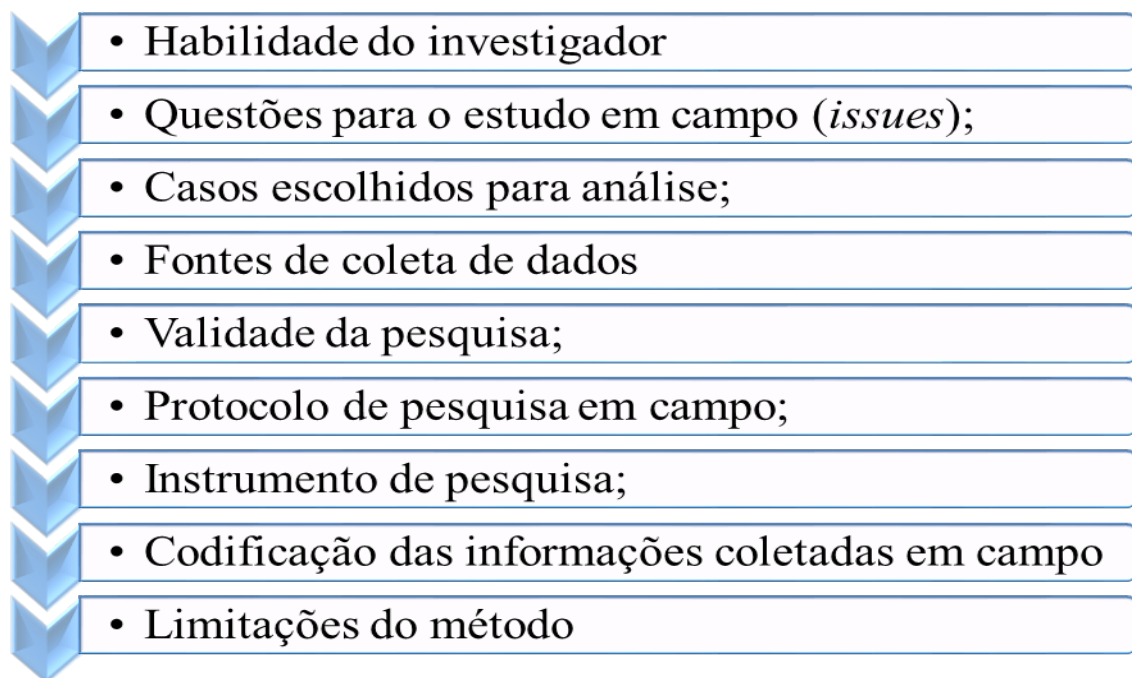 • Habilidade do investigador
• Questões para o estudo em campo (issues);
• Casos escolhidos para análise;
• Fontes de coleta de dados
• Validade da pesquisa;
• Protocolo de pesquisa em campo;
• Instrumento de pesquisa;
• Codificação das informações coletadas em campo
• Limitações do método